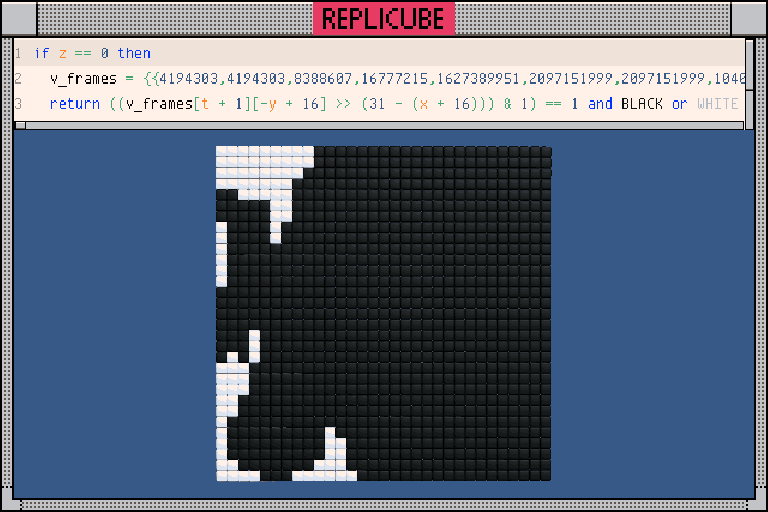 REPLICUBE
1 if z == 0 then
2 v_frames = {{4194303,4194303,8388607,16777215,1627389951,2097151999,2097151999,1040
3 return ((v_frames[t + 1][-y + 16] >> (31 - (x + 16))) & 1) == 1 and BLACK or WHITE